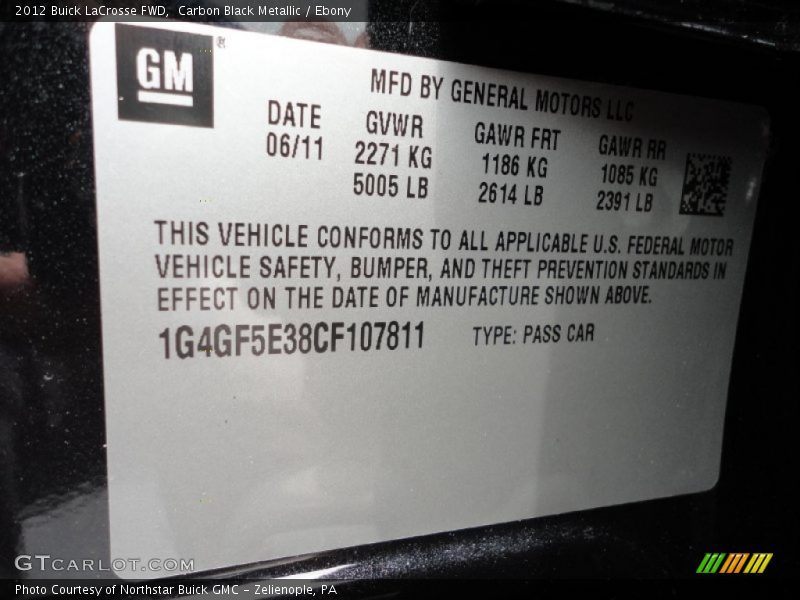 2012 Buick LaCrosse FWD,  Carbon Black Metallic / Ebony
GM
MFD BY GENERAL MOTORS LLC
DATE GVWR GAWR FRT GAWR RR
06/11 2271 KG 1186 KG 1085 KG
5005 LB 2614 LB 2391 LB
THIS VEHICLE CONFORMS TO ALL APPLICABLE U.S. FEDERAL MOTOR
VEHICLE SAFETY, BUMPER, AND THEFT PREVENTION STANDARDS IN
EFFECT ON THE DATE OF MANUFACTURE SHOWN ABOVE.
1G4GF5E38CF107811 TYPE: PASS CAR
GTCARLOT.COM
Photo Courtesy of Northstar Buick GMC - Zelienople, PA